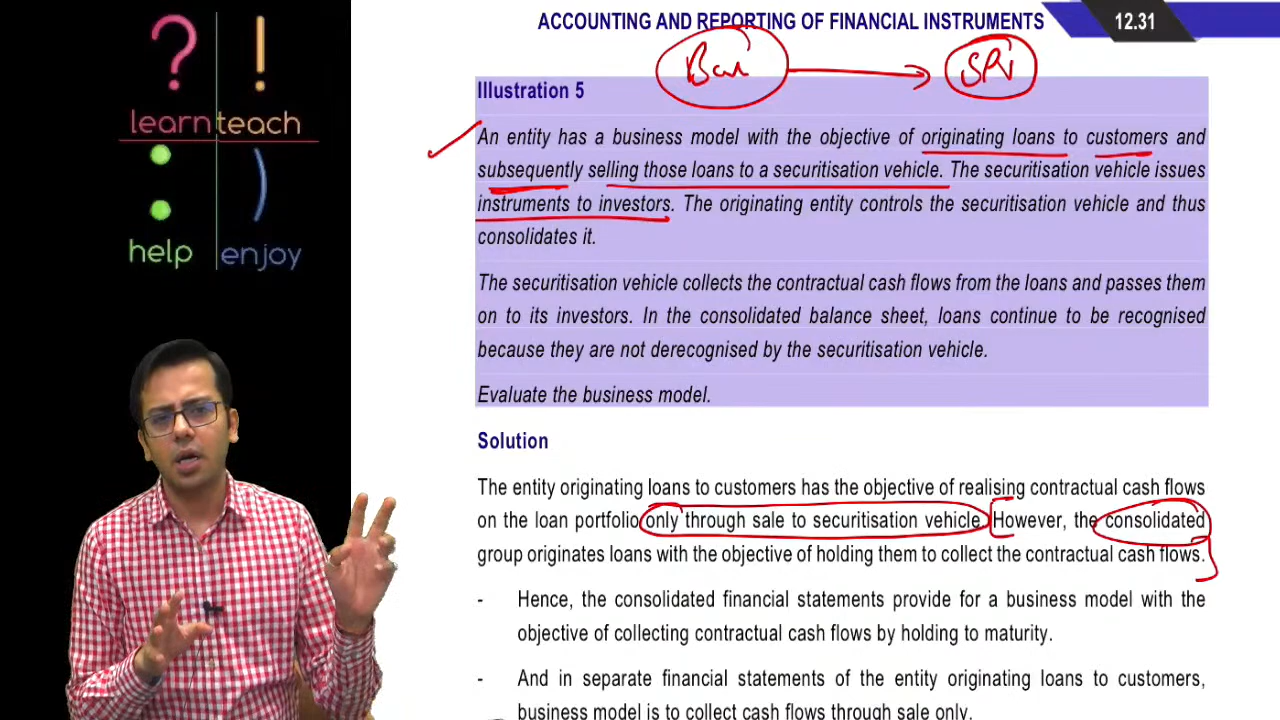 ?
!
learn teach
: )
help enjoy
ACCOUNTING AND REPORTING OF FINANCIAL INSTRUMENTS 12.31
Illustration 5
An entity has a business model with the objective of originating loans to customers and
subsequently selling those loans to a securitisation vehicle. The securitisation vehicle issues
instruments to investors. The originating entity controls the securitisation vehicle and thus
consolidates it.
The securitisation vehicle collects the contractual cash flows from the loans and passes them
on to its investors. In the consolidated balance sheet, loans continue to be recognised
because they are not derecognised by the securitisation vehicle.
Evaluate the business model.
Solution
The entity originating loans to customers has the objective of realising contractual cash flows
on the loan portfolio only through sale to securitisation vehicle. However, the consolidated
group originates loans with the objective of holding them to collect the contractual cash flows.
- Hence, the consolidated financial statements provide for a business model with the
objective of collecting contractual cash flows by holding to maturity.
- And in separate financial statements of the entity originating loans to customers,
business model is to collect cash flows through sale only.